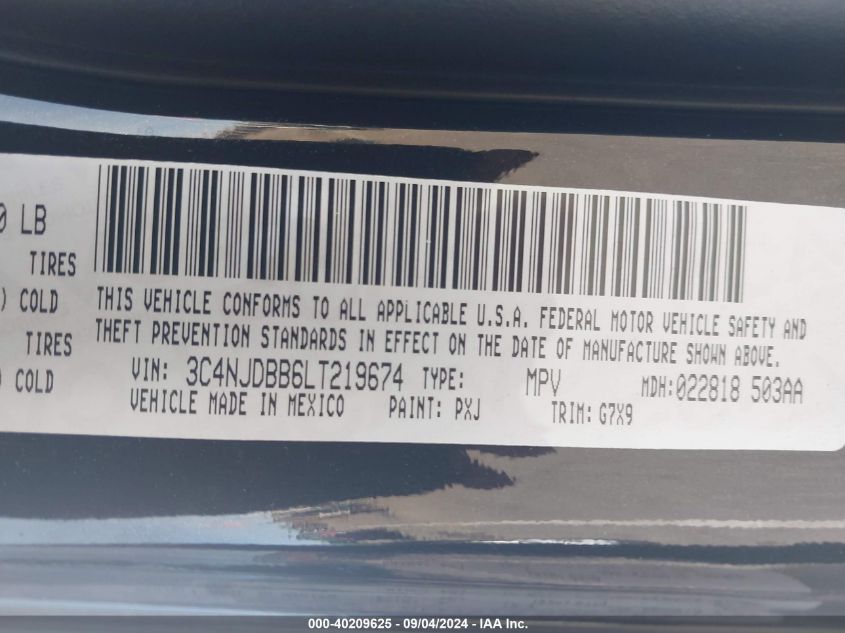 0 LB
TIRES
) COLD
TIRES
) COLD
THIS VEHICLE CONFORMS TO ALL APPLICABLE U.S.A. FEDERAL MOTOR VEHICLE SAFETY AND
THEFT PREVENTION STANDARDS IN EFFECT ON THE DATE OF MANUFACTURE SHOWN ABOVE.
VIN: 3C4NJDBB6LT219674 TYPE: MPV MDH:022818 503AA
VEHICLE MADE IN MEXICO PAINT: PXJ TRIM: G7X9
000-40209625 - 09/04/2024 - IAA Inc.